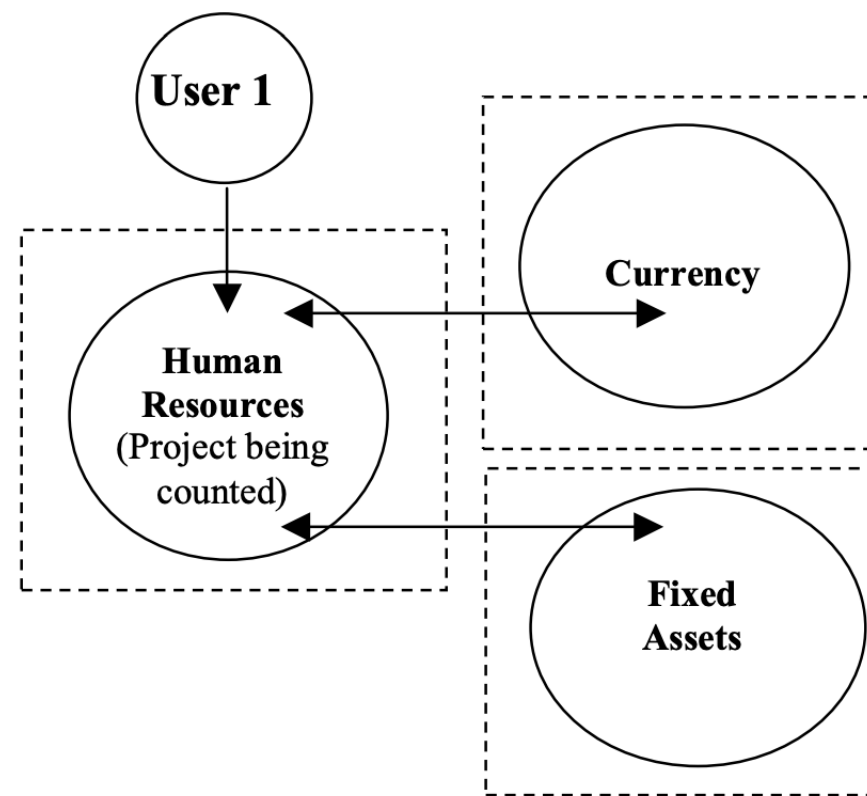 User 1
Currency
Human
Resources
(Project being
counted)
Fixed
Assets